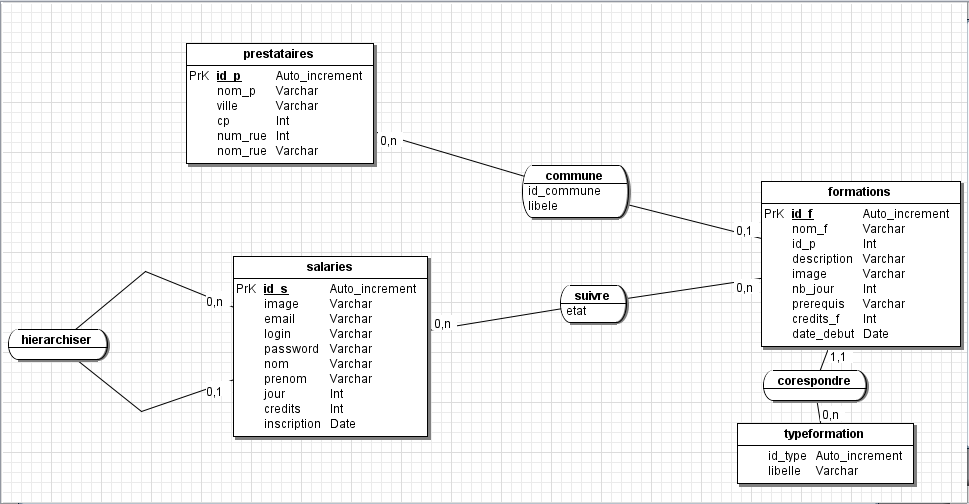 prestataires
PrK id_p Auto_increment
nom_p Varchar
ville Varchar
cp Int
num_rue Int
nom_rue Varchar
0,n
commune
id_commune
libele
0,1
formations
PrK id_f Auto_increment
nom_f Varchar
id_p Int
description Varchar
image Varchar
nb_jour Int
prerequis Varchar
credits_f Int
date_debut Date
0,n
1,1
salaries
PrK id_s Auto_increment
image Varchar
email Varchar
login Varchar
password Varchar
nom Varchar
prenom Varchar
jour Int
credits Int
inscription Date
0,n
0,1
0,n
suivre
etat
hierarchiser
corespondre
0,n
typeformation
id_type Auto_increment
libelle Varchar